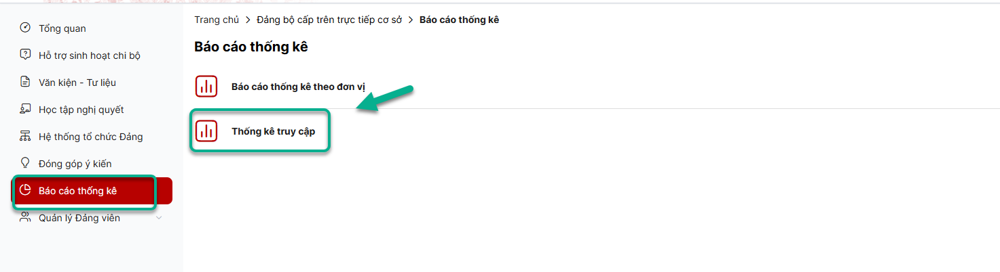 Tổng quan
Hỗ trợ sinh hoạt chi bộ
Văn kiện - Tư liệu
Học tập nghị quyết
Hệ thống tổ chức Đảng
Đóng góp ý kiến
Báo cáo thống kê
Quản lý Đảng viên
Trang chủ > Đảng bộ cấp trên trực tiếp cơ sở > Báo cáo thống kê
Báo cáo thống kê
Báo cáo thống kê theo đơn vị
Thống kê truy cập